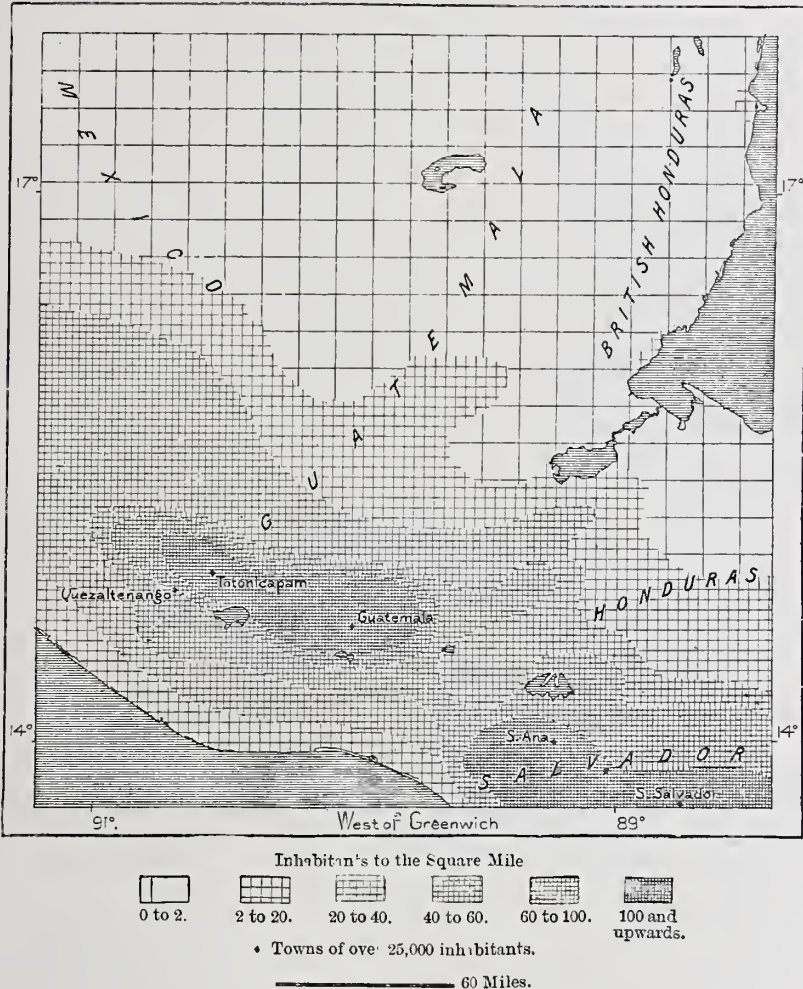 MEXICO
GUATEMALA
BRITISH HONDURAS
17° 17°
Totonicapam
Quezaltenango
Guatemala
HONDURAS
14° 14°
S. Ana
SALVADOR
S. Salvador
91°. West of Greenwich 89°
Inhabitan's to the Square Mile
0 to 2. 2 to 20. 20 to 40. 40 to 60. 60 to 100. 100 and
upwards.
Towns of ove 25,000 inhabitants.
60 Miles.